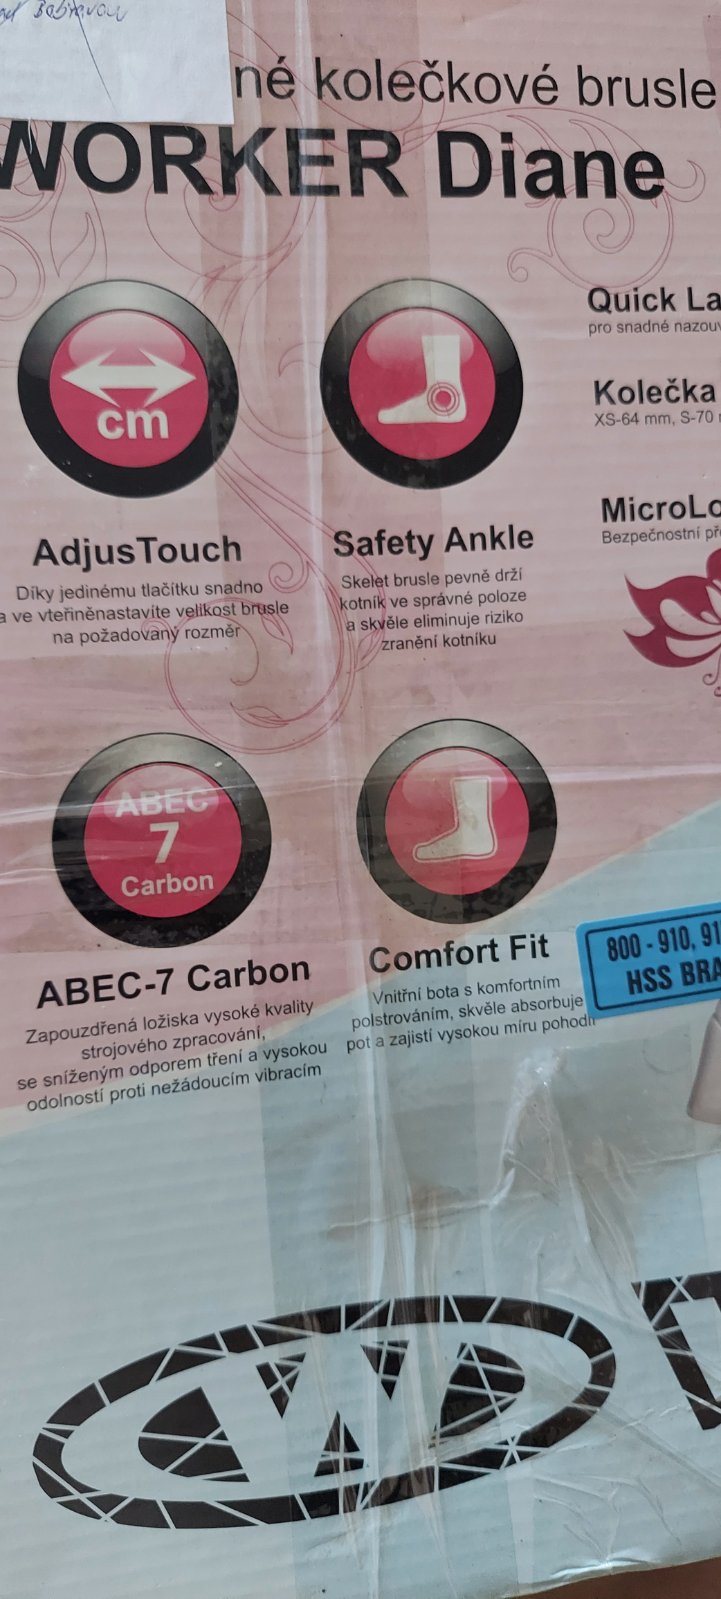 né kolečkové brusle
WORKER Diane
cm
AdjusTouch
Díky jedinému tlačítku snadno
a ve vteřiněnastavíte velikost brusle
na požadovaný rozměr
Safety Ankle
Skelet brusle pevně drží
kotník ve správné poloze
a skvěle eliminuje riziko
zranění kotníku
Quick La
pro snadné nazouv
Kolečka
XS-64 mm, S-70
MicroLo
Bezpečnostní př
ABEC
7
Carbon
ABEC-7 Carbon
Zapouzdřená ložiska vysoké kvality
strojového zpracování,
se sníženým odporem tření a vysokou
odolností proti nežádoucím vibracím
Comfort Fit
Vnitřní bota s komfortním
polstrováním, skvěle absorbuje
pot a zajistí vysokou míru pohodlí
800 - 910, 91
HSS BRA
W